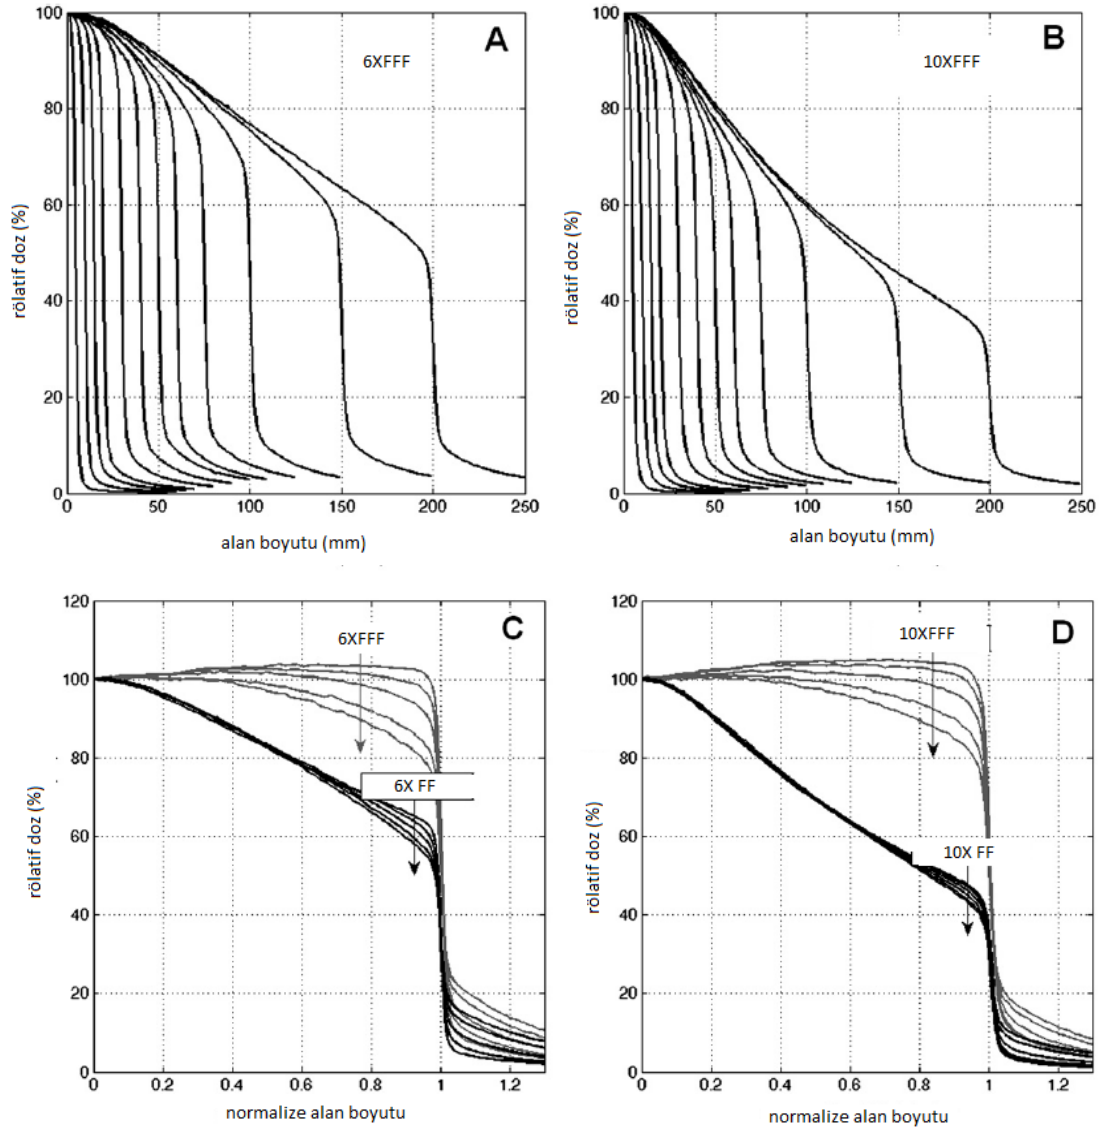 A
6XFFF
100
80
60
40
20
0
rölatif doz (%)
0 50 100 150 200 250
alan boyutu (mm)
B
10XFFF
100
80
60
40
20
0
rölatif doz (%)
0 50 100 150 200 250
alan boyutu (mm)
C
6XFFF
6X FF
120
100
80
60
40
20
0
rölatif doz (%)
0 0.2 0.4 0.6 0.8 1 1.2
normalize alan boyutu
D
10XFFF
10X FF
120
100
80
60
40
20
0
rölatif doz (%)
0 0.2 0.4 0.6 0.8 1 1.2
normalize alan boyutu